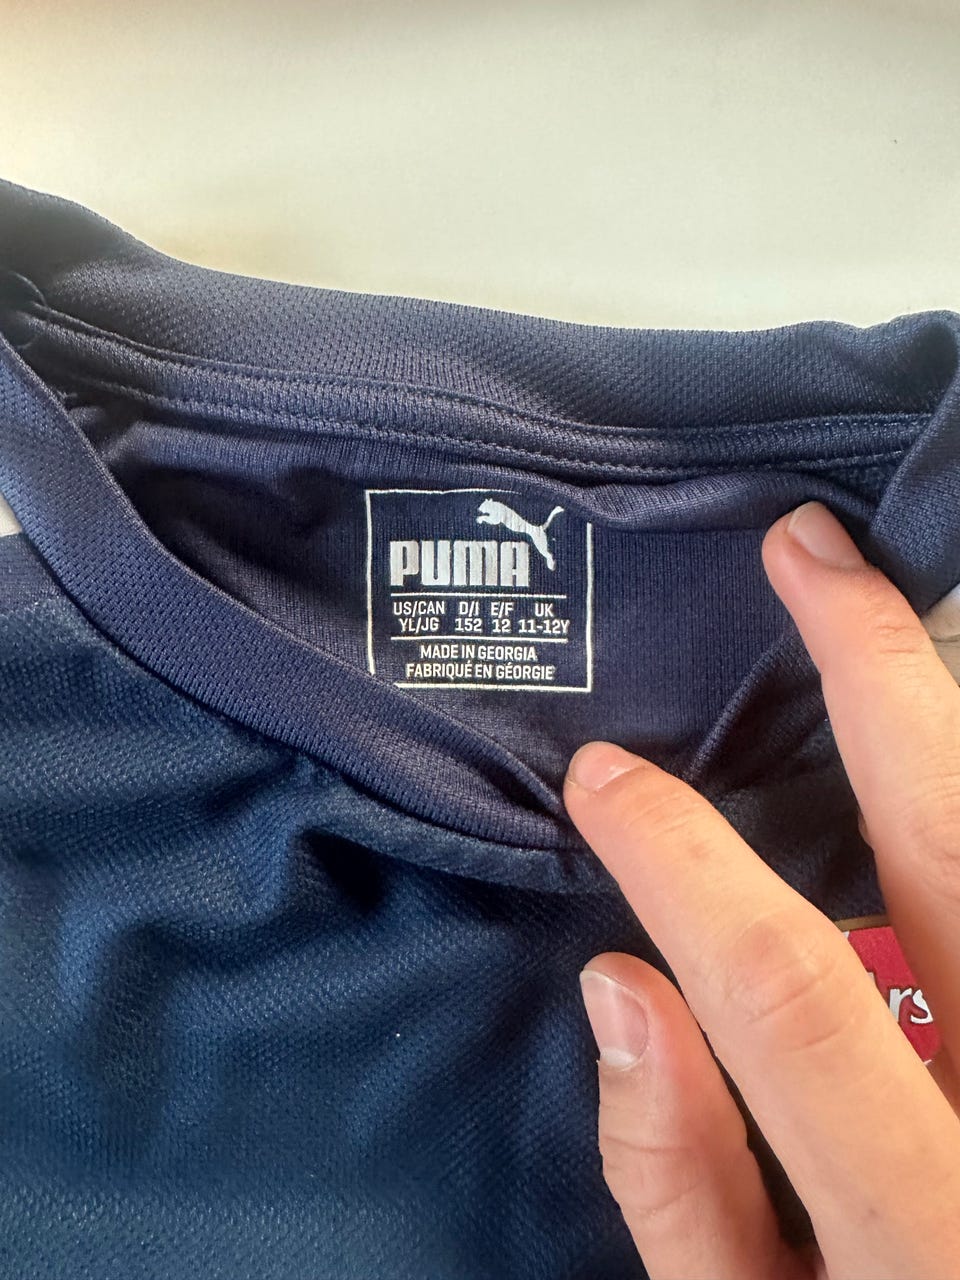 PUMA
US/CAN D/I E/F UK
YL/JG 152 12 11-12Y
MADE IN GEORGIA
FABRIQUÉ EN GÉORGIE